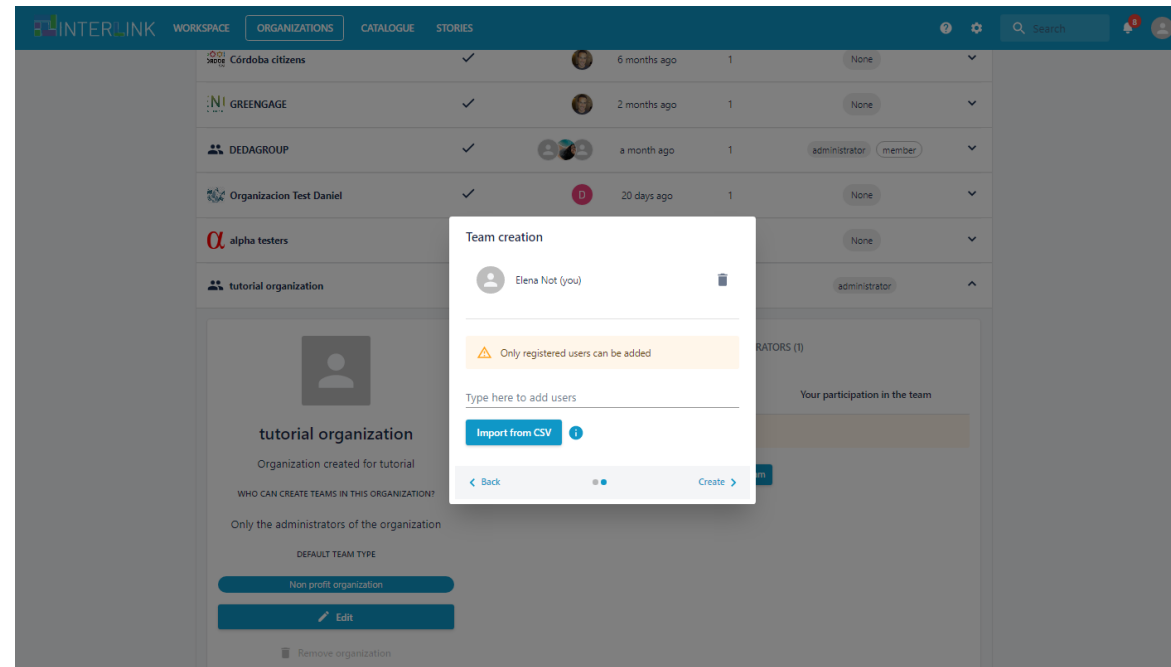 INTERLINK WORKSPACE ORGANIZATIONS CATALOGUE STORIES Search 8
Córdoba citizens 6 months ago 1 None
GREENGAGE 2 months ago 1 None
DEDAGROUP a month ago 1 administrator member
Organizacion Test Daniel D 20 days ago 1 None
α alpha testers None
tutorial organization administrator
Team creation
Elena Not (you)
Only registered users can be added
Type here to add users
Import from CSV
Back Create
RATORS (1)
Your participation in the team
tutorial organization
Organization created for tutorial
WHO CAN CREATE TEAMS IN THIS ORGANIZATION?
Only the administrators of the organization
DEFAULT TEAM TYPE
Non profit organization
Edit
Remove organization